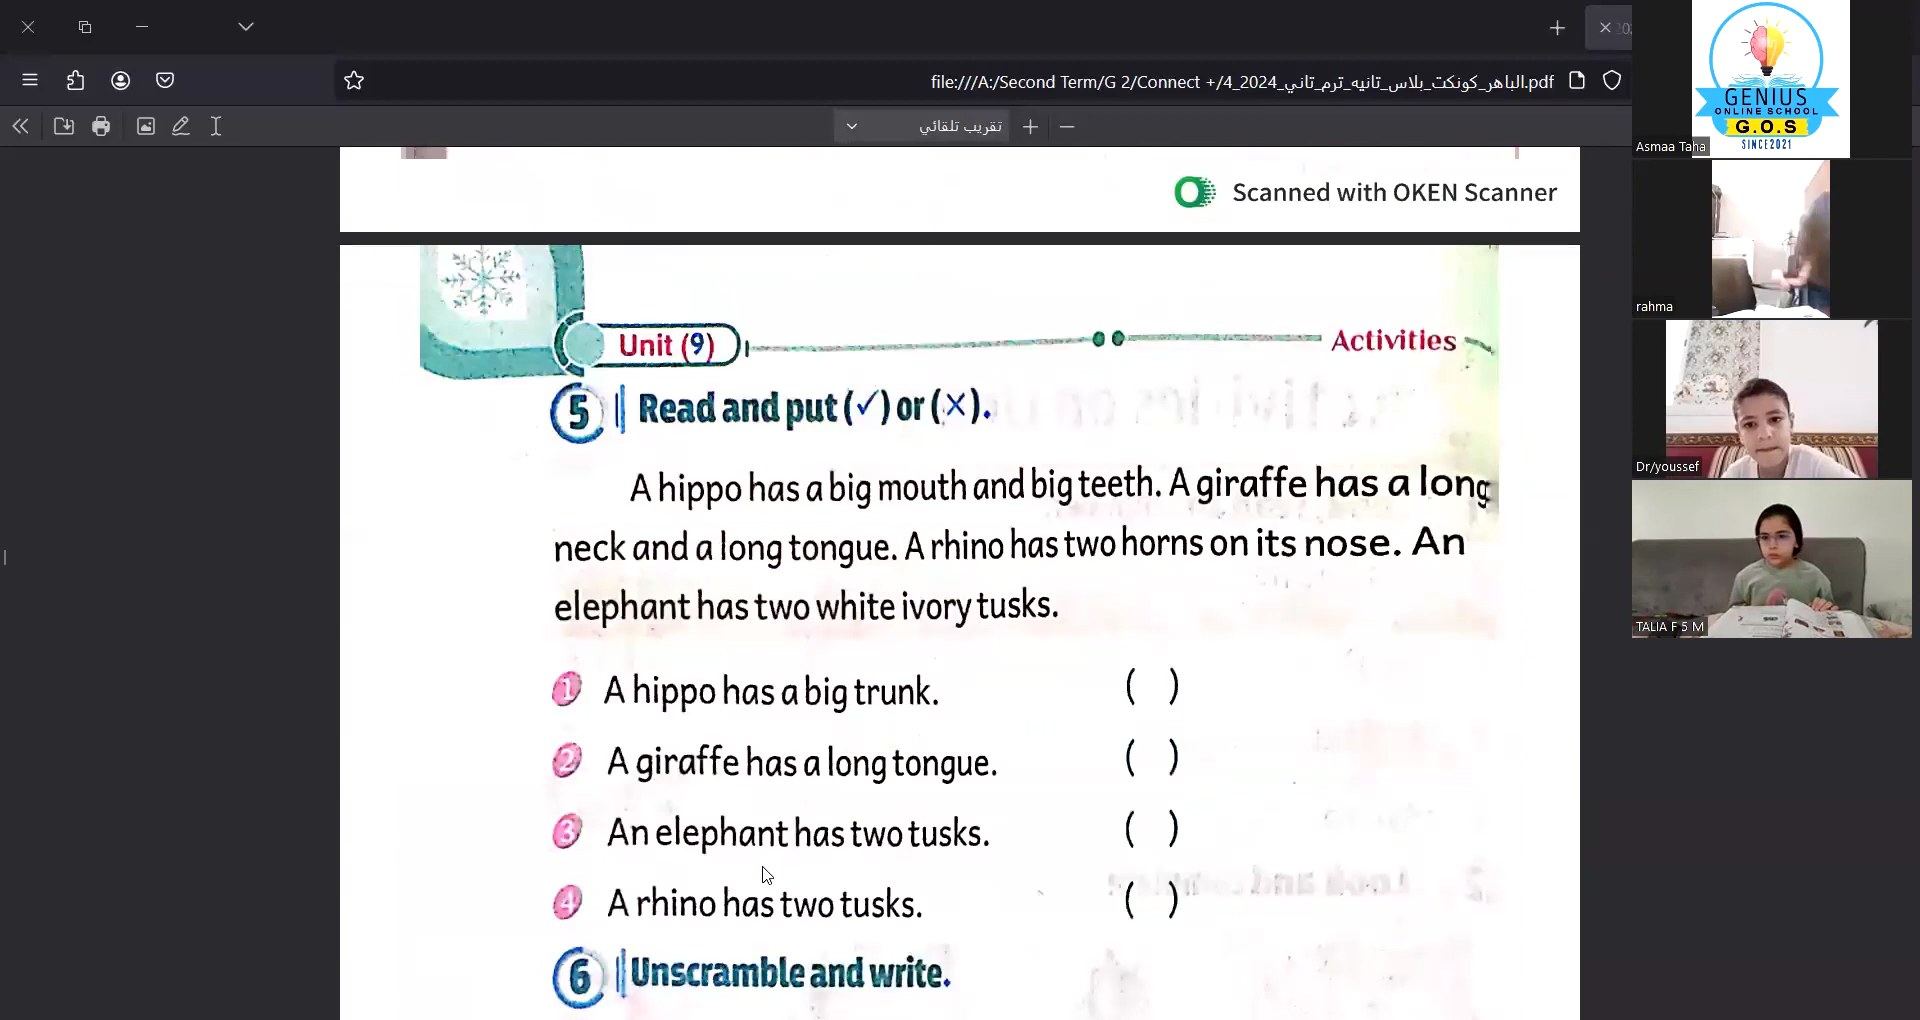 file:///A:/Second Term/G 2/Connect +/4_2024_الباهر_كونكت_بلاس_تانيه_ترم_تاني.pdf
تقريب تلقائي
Scanned with OKEN Scanner
Unit (9)
Activities
5 Read and put (✓) or (×).
A hippo has a big mouth and big teeth. A giraffe has a long
neck and a long tongue. A rhino has two horns on its nose. An
elephant has two white ivory tusks.
1 A hippo has a big trunk. ( )
2 A giraffe has a long tongue. ( )
3 An elephant has two tusks. ( )
4 A rhino has two tusks. ( )
6 Unscramble and write.
GENIUS
ONLINE SCHOOL
G.O.S
SINCE2021
Asmaa Taha
rahma
Dr/youssef
TALIA F 5 M